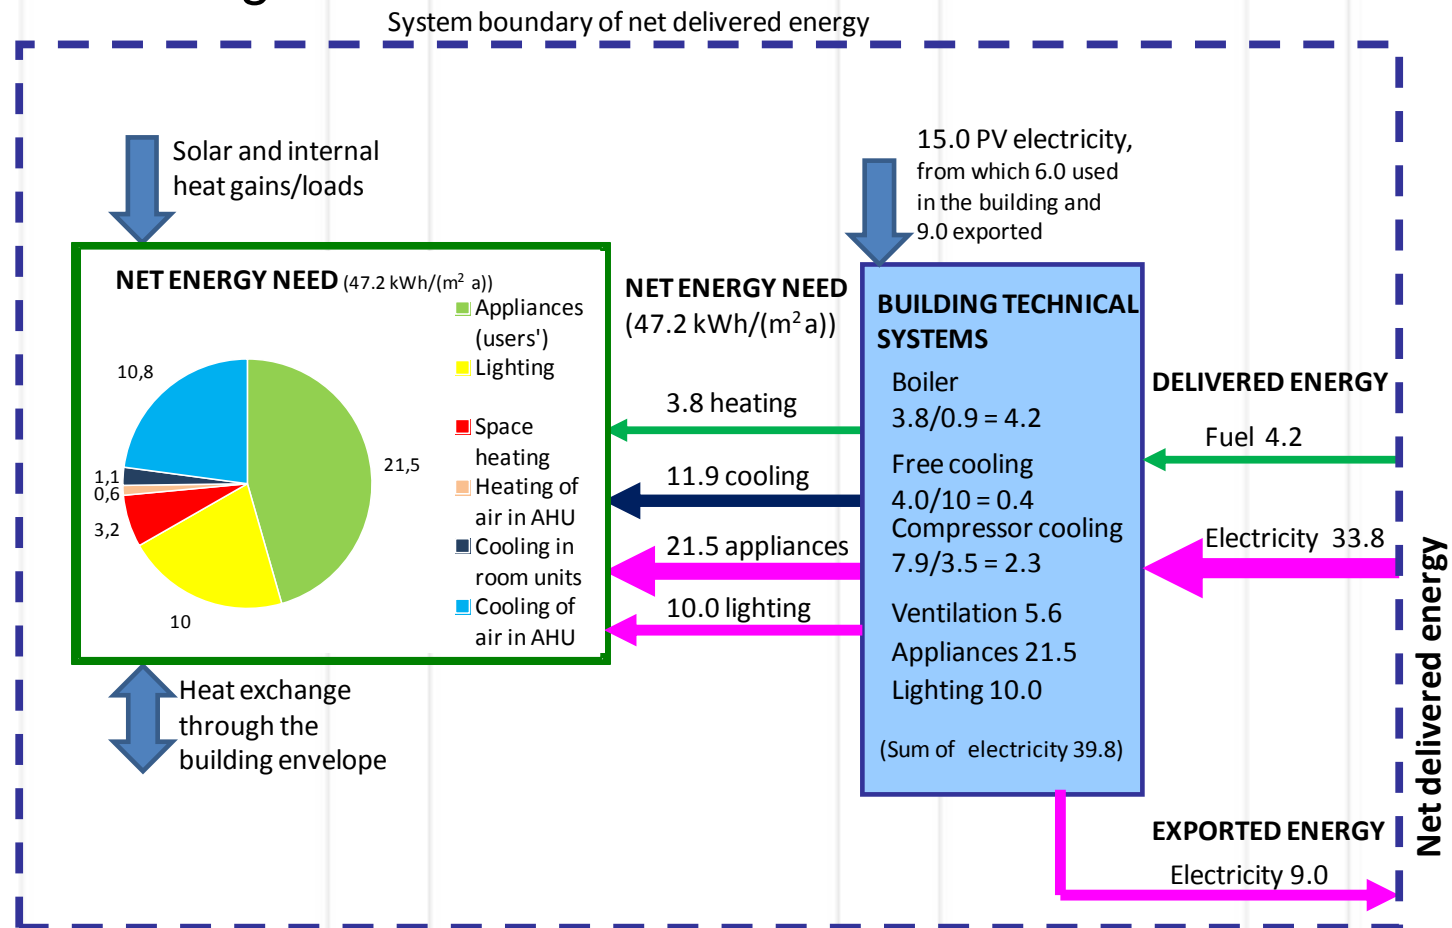 System boundary of net delivered energy
Solar and internal
heat gains/loads
15.0 PV electricity,
from which 6.0 used
in the building and
9.0 exported
NET ENERGY NEED (47.2 kWh/(m² a))
Appliances
(users')
Lighting
Space
heating
Heating of
air in AHU
Cooling in
room units
Cooling of
air in AHU
10,8
1,1
0,6
3,2
10
21,5
NET ENERGY NEED
(47.2 kWh/(m² a))
3.8 heating
11.9 cooling
21.5 appliances
10.0 lighting
BUILDING TECHNICAL
SYSTEMS
Boiler
3.8/0.9 = 4.2
Free cooling
4.0/10 = 0.4
Compressor cooling
7.9/3.5 = 2.3
Ventilation 5.6
Appliances 21.5
Lighting 10.0
(Sum of electricity 39.8)
DELIVERED ENERGY
Fuel 4.2
Electricity 33.8
EXPORTED ENERGY
Electricity 9.0
Net delivered energy
Heat exchange
through the
building envelope